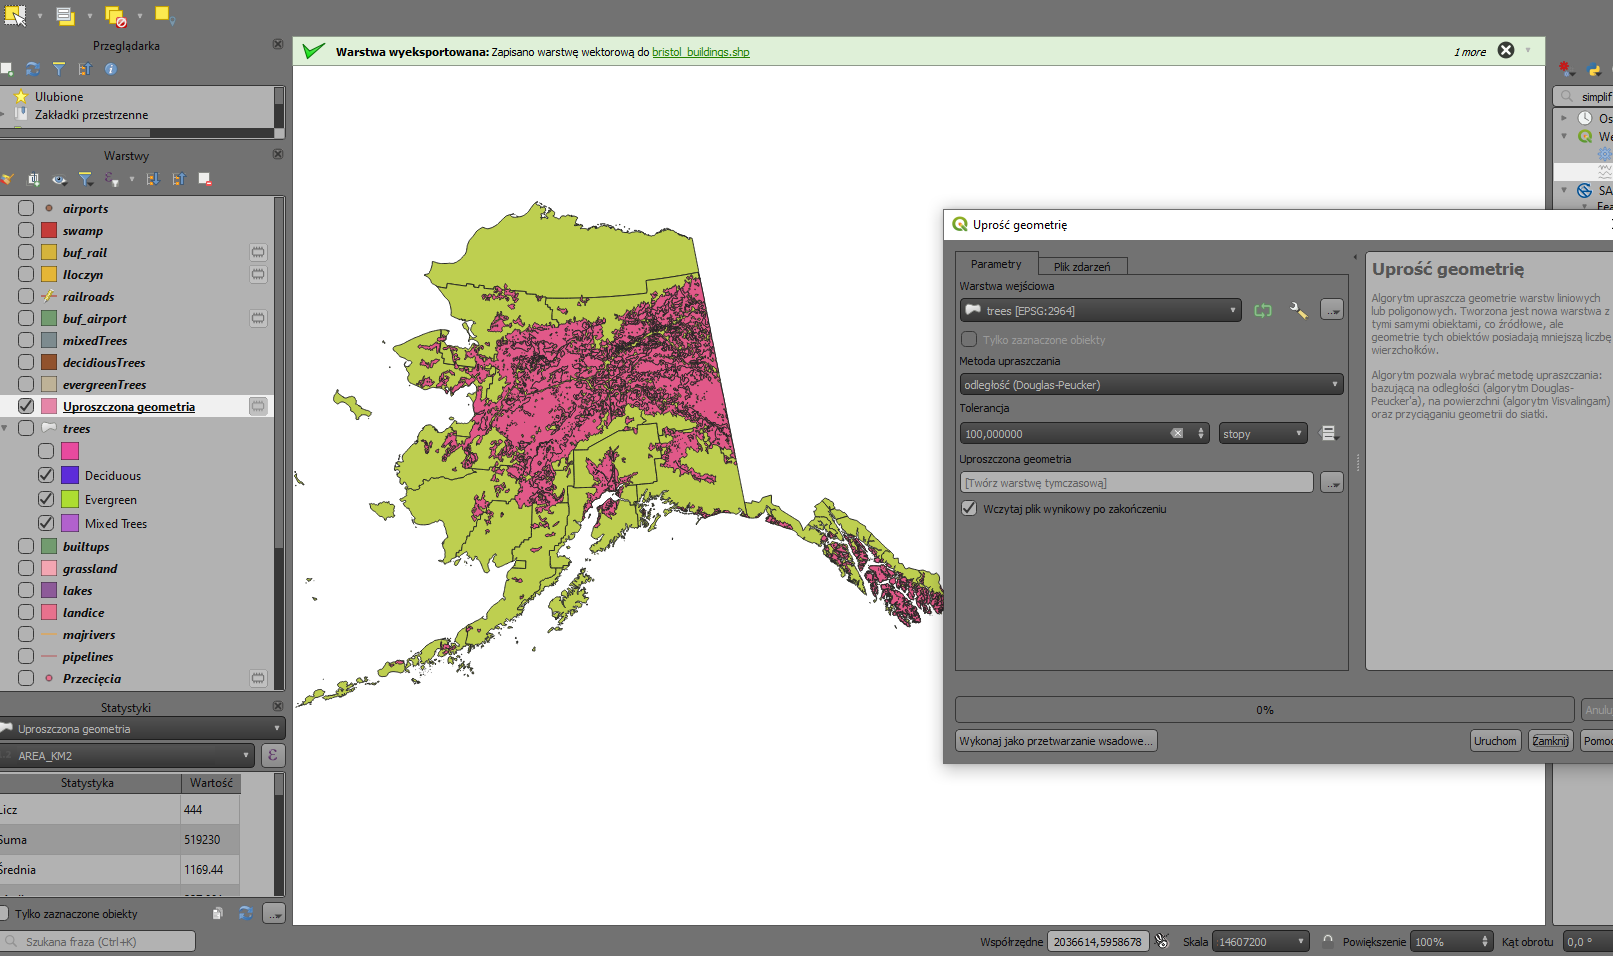 Przeglądarka
Ulubione
Zakładki przestrzenne
Warstwy
airports
swamp
buf_rail
Iloczyn
railroads
buf_airport
mixedTrees
decidiousTrees
evergreenTrees
Uproszczona geometria
trees
Deciduous
Evergreen
Mixed Trees
builtups
grassland
lakes
landice
majrivers
pipelines
Przecięcia
Statystyki
Uproszczona geometria
AREA_KM2
Statystyka Wartość
Licz 444
Suma 519230
Średnia 1169.44
Tylko zaznaczone obiekty
Szukana fraza (Ctrl+K)
Warstwa wyeksportowana: Zapisano warstwę wektorową do bristol_buildings.shp
1 more
Uprość geometrię
Parametry
Plik zdarzeń
Warstwa wejściowa
trees [EPSG:2964]
Tylko zaznaczone obiekty
Metoda upraszczania
odległość (Douglas-Peucker)
Tolerancja
100,000000
stopy
Uproszczona geometria
[Twórz warstwę tymczasową]
Wczytaj plik wynikowy po zakończeniu
Uprość geometrię
Algorytm upraszcza geometrie warstw liniowych
lub poligonowych. Tworzona jest nowa warstwa z
tymi samymi obiektami, co źródłowe, ale
geometrie tych obiektów posiadają mniejszą liczbę
wierzchołków.
Algorytm pozwala wybrać metodę upraszczania:
bazującą na odległości (algorytm Douglas-
Peucker'a), na powierzchni (algorytm Visvalingam)
oraz przyciąganiu geometrii do siatki.
0%
Anulu
Wykonaj jako przetwarzanie wsadowe...
Uruchom
Zamknij
Pomoc
simplif
Os
We
SA
Fea
Współrzędne 2036614,5958678
Skala 14607200
Powiększenie 100%
Kąt obrotu 0,0 °